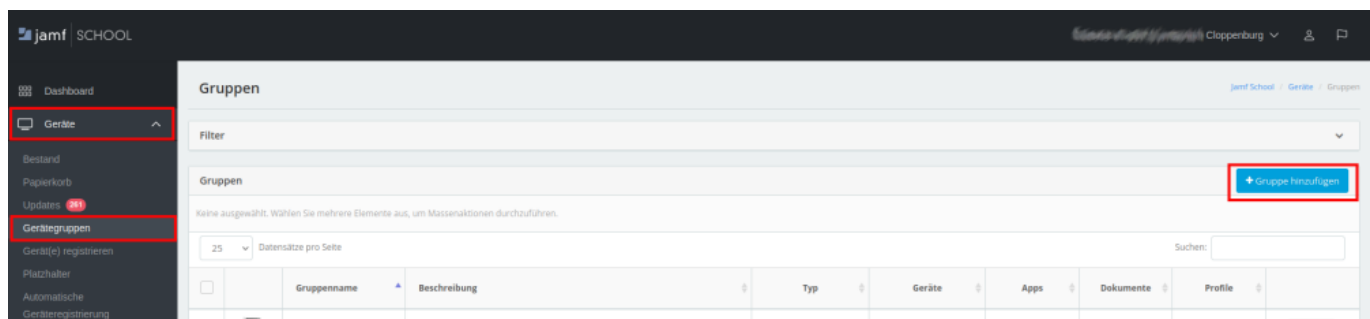 jamf SCHOOL
Cloppenburg
Dashboard
Gruppen
Jamf School / Geräte / Gruppen
Geräte
Filter
Bestand
Papierkorb
Gruppen
+ Gruppe hinzufügen
Updates 261
Keine ausgewählt. Wählen Sie mehrere Elemente aus, um Massenaktionen durchzuführen.
Gerätegruppen
Gerät(e) registrieren
25 Datensätze pro Seite
Suchen:
Platzhalter
Gruppenname Beschreibung Typ Geräte Apps Dokumente Profile
Automatische
Geräteregistrierung